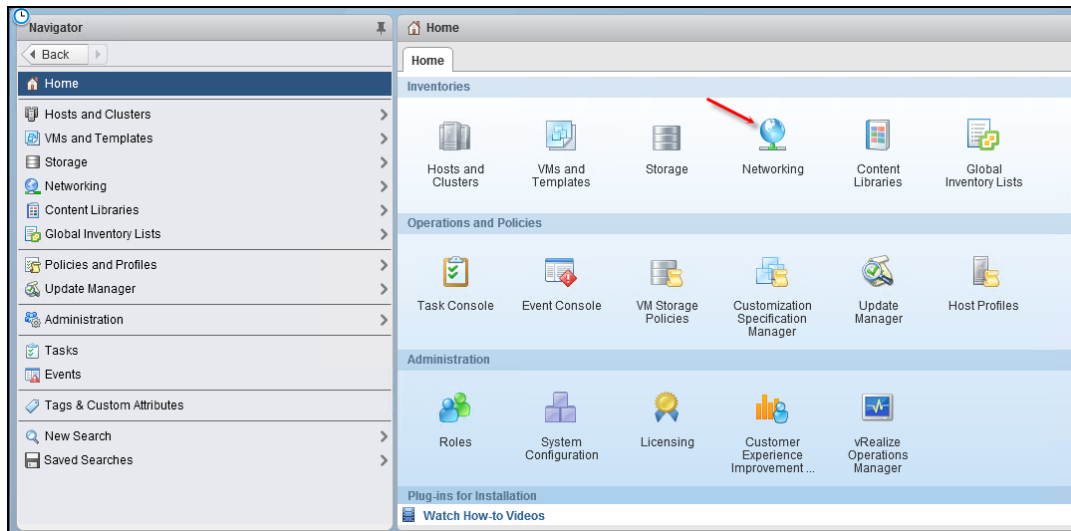 Navigator
Back
Home
Hosts and Clusters
VMs and Templates
Storage
Networking
Content Libraries
Global Inventory Lists
Policies and Profiles
Update Manager
Administration
Tasks
Events
Tags & Custom Attributes
New Search
Saved Searches
Home
Home
Inventories
Hosts and
Clusters
VMs and
Templates
Storage
Networking
Content
Libraries
Global
Inventory Lists
Operations and Policies
Task Console
Event Console
VM Storage
Policies
Customization
Specification
Manager
Update
Manager
Host Profiles
Administration
Roles
System
Configuration
Licensing
Customer
Experience
Improvement ...
vRealize
Operations
Manager
Plug-ins for Installation
Watch How-to Videos